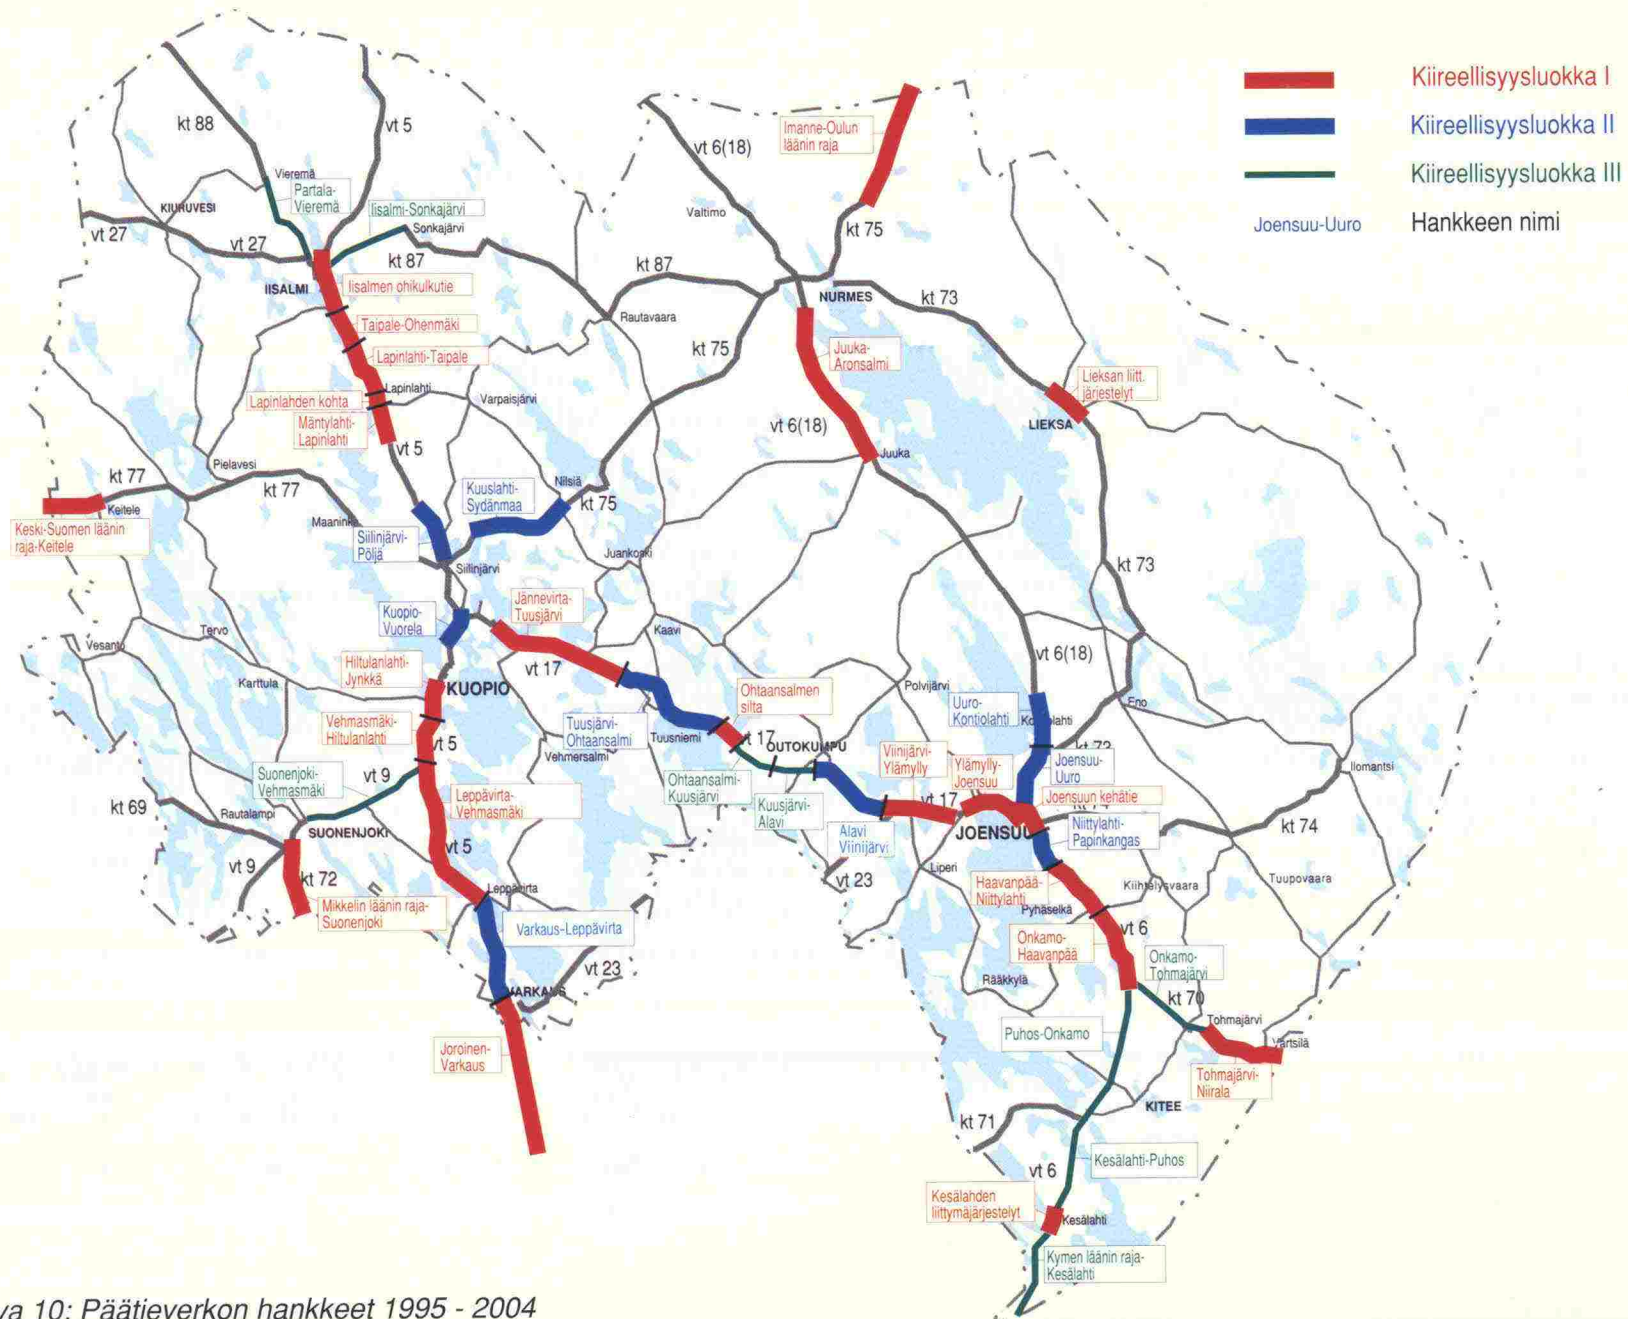 Kiireellisyysluokka I
Kiireellisyysluokka II
Kiireellisyysluokka III
Joensuu-Uuro
Hankkeen nimi
kt 88
vt 5
vt 6(18)
Imanne-Oulun
läänin raja
Vieremä
Partala-
Vieremä
KIURUVESI
Iisalmi-Sonkajärvi
Sonkajärvi
Valtimo
kt 75
vt 27
vt 27
kt 87
kt 87
IISALMI
Iisalmen ohikulkutie
NURMES
kt 73
Taipale-Ohenmäki
Rautavaara
Lapinlahti-Taipale
kt 75
Juuka-
Aronsalmi
Lapinlahti
Lapinlahden kohta
Varpaisjärvi
Lieksan liitt.
järjestelyt
Mäntylahti-
Lapinlahti
vt 5
vt 6(18)
LIEKSA
Juuka
Pielavesi
kt 77
kt 77
Keitele
Keski-Suomen läänin
raja-Keitele
Kuuslahti-
Sydänmaa
Nilsiä
kt 75
Maaninka
Siilinjärvi-
Pöljä
Siilinjärvi
Juankoski
kt 73
Kuopio-
Vuorela
Jännevirta-
Tuusjärvi
Kaavi
Tervo
Vesanto
vt 17
vt 6(18)
Hiltulanlahti-
Jynkkä
KUOPIO
Karttula
Polvijärvi
Ohtaansalmen
silta
Uuro-
Kontiolahti
Kontiolahti
Eno
Vehmasmäki-
Hiltulanlahti
vt 5
Tuusjärvi-
Ohtaansalmi
Tuusniemi
vt 17
OUTOKUMPU
kt 73
Vehmersalmi
Viinijärvi-
Ylämylly
Ylämylly-
Joensuu
Joensuu-
Uuro
Ilomantsi
Suonenjoki-
Vehmasmäki
vt 9
Ohtaansalmi-
Kuusjärvi
Joensuun kehätie
kt 69
Rautalampi
Leppävirta-
Vehmasmäki
Kuusjärvi-
Alavi
vt 17
kt 74
SUONENJOKI
JOENSUU
Niittylahti-
Papinkangas
kt 74
vt 5
Alavi
Viinijärvi
vt 9
kt 72
Liperi
vt 23
Haavanpää-
Niittylahti
Kiihtelysvaara
Tuupovaara
Leppävirta
Pyhäselkä
Mikkelin läänin raja-
Suonenjoki
Varkaus-Leppävirta
vt 6
Onkamo-
Haavanpää
Onkamo-
Tohmajärvi
vt 23
Rääkkylä
VARKAUS
kt 70
Tohmajärvi
Puhos-Onkamo
Värtsilä
Joroinen-
Varkaus
Tohmajärvi-
Niirala
KITEE
kt 71
Kesälahti-Puhos
vt 6
Kesälahden
liittymäjärjestelyt
Kesälahti
Kymen läänin raja-
Kesälahti
va 10: Päätieverkon hankkeet 1995 - 2004